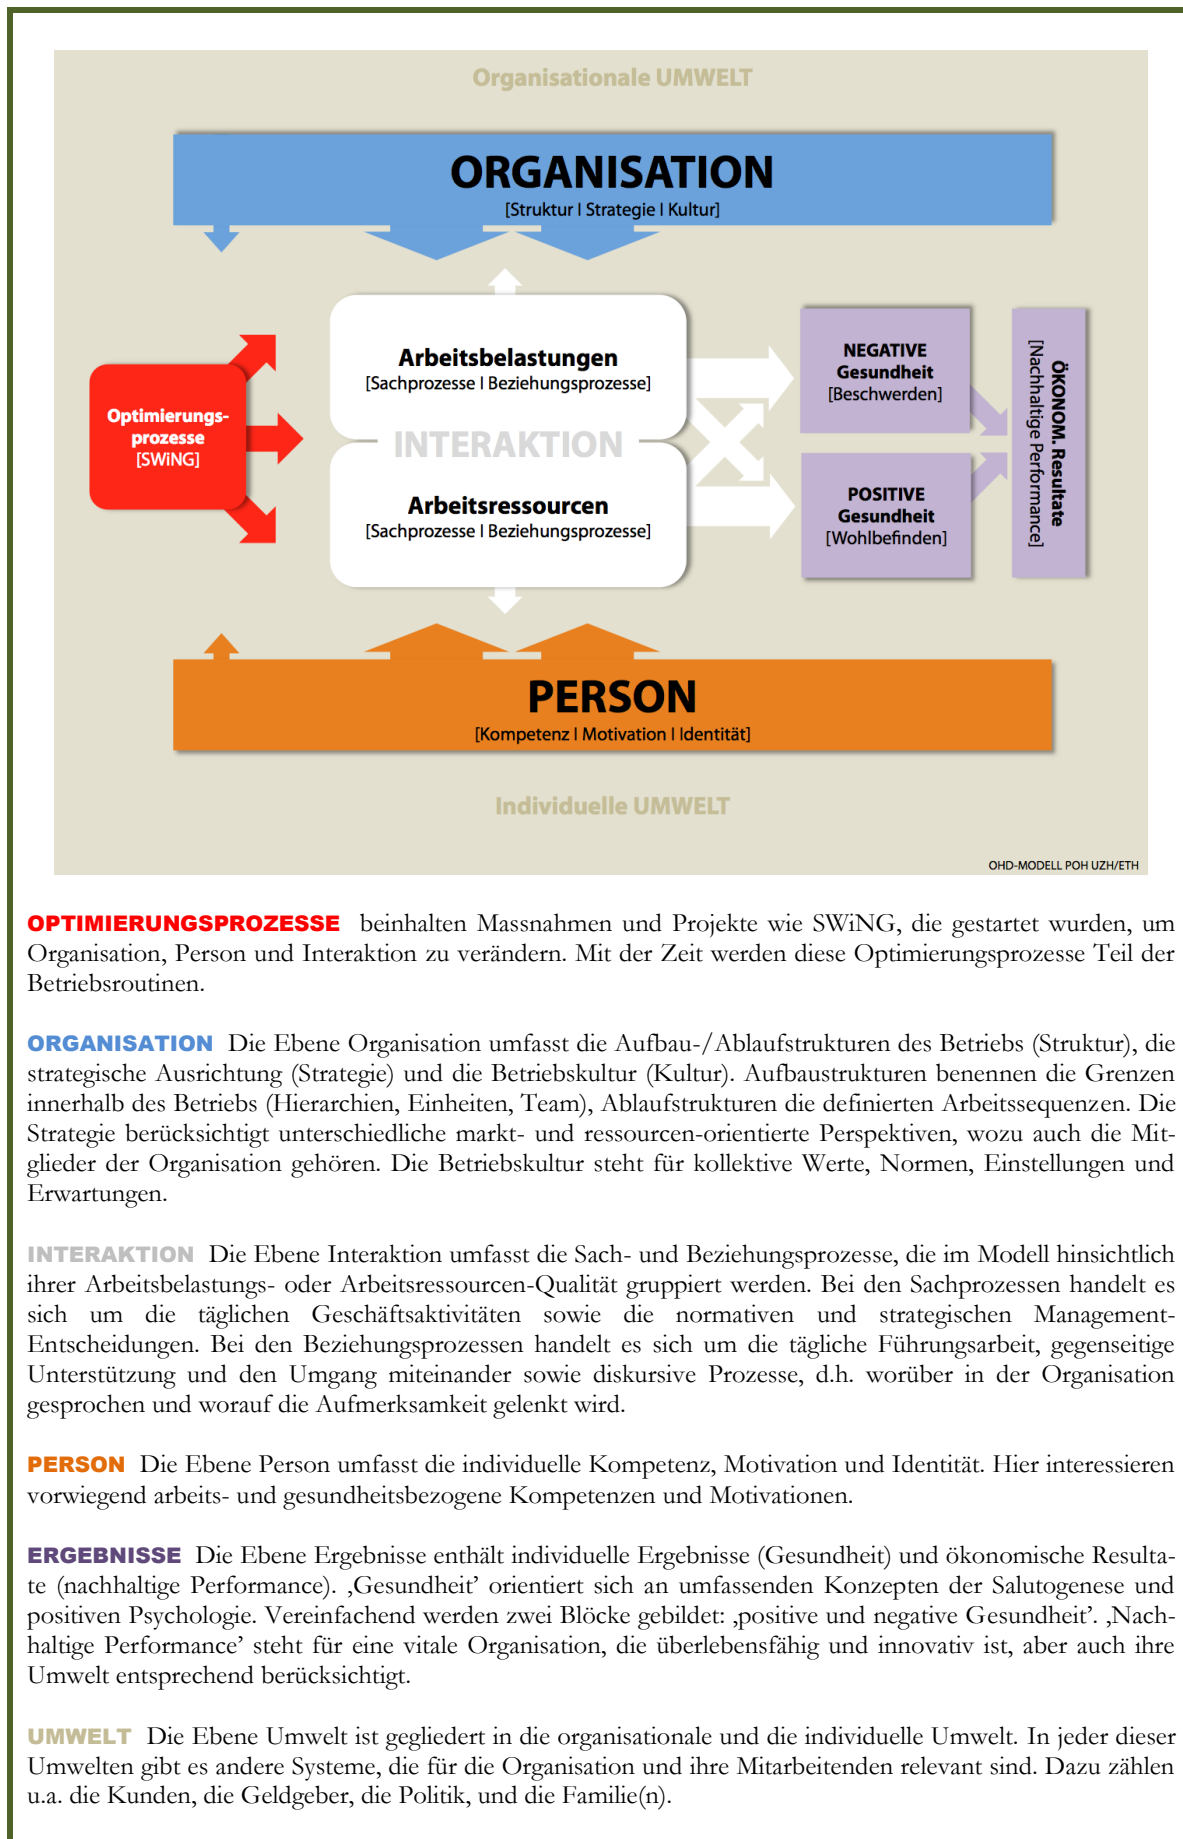 Organisationale UMWELT
ORGANISATION
[Struktur I Strategie I Kultur]
Optimierungs-
prozesse
[SWiNG]
Arbeitsbelastungen
[Sachprozesse I Beziehungsprozesse]
INTERAKTION
Arbeitsressourcen
[Sachprozesse I Beziehungsprozesse]
NEGATIVE
Gesundheit
[Beschwerden]
POSITIVE
Gesundheit
[Wohlbefinden]
ÖKONOM. Resultate
[Nachhaltige Performance]
PERSON
[Kompetenz I Motivation I Identität]
Individuelle UMWELT
OHD-MODELL POH UZH/ETH
OPTIMIERUNGSPROZESSE beinhalten Massnahmen und Projekte wie SWiNG, die gestartet wurden, um
Organisation, Person und Interaktion zu verändern. Mit der Zeit werden diese Optimierungsprozesse Teil der
Betriebsroutinen.
ORGANISATION Die Ebene Organisation umfasst die Aufbau-/Ablaufstrukturen des Betriebs (Struktur), die
strategische Ausrichtung (Strategie) und die Betriebskultur (Kultur). Aufbaustrukturen benennen die Grenzen
innerhalb des Betriebs (Hierarchien, Einheiten, Team), Ablaufstrukturen die definierten Arbeitssequenzen. Die
Strategie berücksichtigt unterschiedliche markt- und ressourcen-orientierte Perspektiven, wozu auch die Mit-
glieder der Organisation gehören. Die Betriebskultur steht für kollektive Werte, Normen, Einstellungen und
Erwartungen.
INTERAKTION Die Ebene Interaktion umfasst die Sach- und Beziehungsprozesse, die im Modell hinsichtlich
ihrer Arbeitsbelastungs- oder Arbeitsressourcen-Qualität gruppiert werden. Bei den Sachprozessen handelt es
sich um die täglichen Geschäftsaktivitäten sowie die normativen und strategischen Management-
Entscheidungen. Bei den Beziehungsprozessen handelt es sich um die tägliche Führungsarbeit, gegenseitige
Unterstützung und den Umgang miteinander sowie diskursive Prozesse, d.h. worüber in der Organisation
gesprochen und worauf die Aufmerksamkeit gelenkt wird.
PERSON Die Ebene Person umfasst die individuelle Kompetenz, Motivation und Identität. Hier interessieren
vorwiegend arbeits- und gesundheitsbezogene Kompetenzen und Motivationen.
ERGEBNISSE Die Ebene Ergebnisse enthält individuelle Ergebnisse (Gesundheit) und ökonomische Resulta-
te (nachhaltige Performance). ‚Gesundheit’ orientiert sich an umfassenden Konzepten der Salutogenese und
positiven Psychologie. Vereinfachend werden zwei Blöcke gebildet: ‚positive und negative Gesundheit’. ‚Nach-
haltige Performance’ steht für eine vitale Organisation, die überlebensfähig und innovativ ist, aber auch ihre
Umwelt entsprechend berücksichtigt.
UMWELT Die Ebene Umwelt ist gegliedert in die organisationale und die individuelle Umwelt. In jeder dieser
Umwelten gibt es andere Systeme, die für die Organisation und ihre Mitarbeitenden relevant sind. Dazu zählen
u.a. die Kunden, die Geldgeber, die Politik, und die Familie(n).